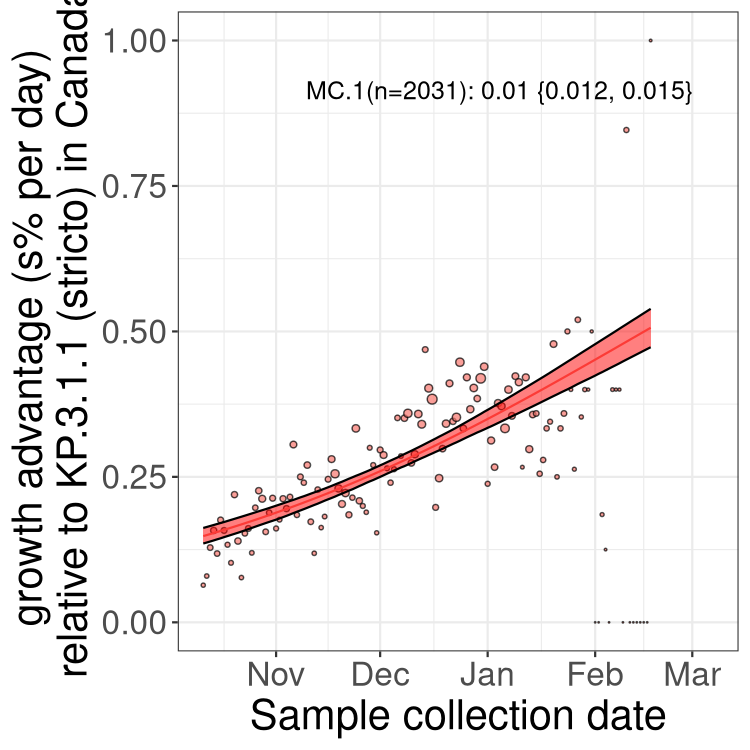 growth advantage (s% per day)
relative to KP.3.1.1 (stricto) in Canada
1.00
0.75
0.50
0.25
0.00
MC.1(n=2031): 0.01 {0.012, 0.015}
Nov Dec Jan Feb Mar
Sample collection date